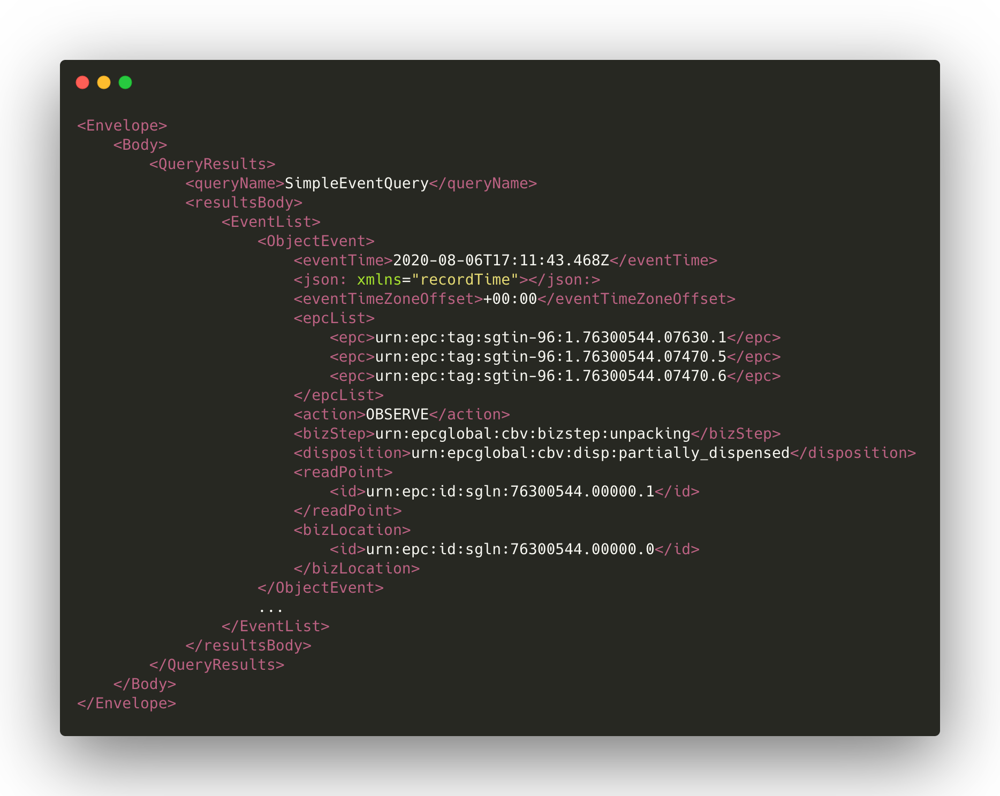 <Envelope>
    <Body>
        <QueryResults>
            <queryName>SimpleEventQuery</queryName>
            <resultsBody>
                <EventList>
                    <ObjectEvent>
                        <eventTime>2020-08-06T17:11:43.468Z</eventTime>
                        <json: xmlns="recordTime"></json:>
                        <eventTimeZoneOffset>+00:00</eventTimeZoneOffset>
                        <epcList>
                            <epc>urn:epc:tag:sgtin-96:1.76300544.07630.1</epc>
                            <epc>urn:epc:tag:sgtin-96:1.76300544.07470.5</epc>
                            <epc>urn:epc:tag:sgtin-96:1.76300544.07470.6</epc>
                        </epcList>
                        <action>OBSERVE</action>
                        <bizStep>urn:epcglobal:cbv:bizstep:unpacking</bizStep>
                        <disposition>urn:epcglobal:cbv:disp:partially_dispensed</disposition>
                        <readPoint>
                            <id>urn:epc:id:sgln:76300544.00000.1</id>
                        </readPoint>
                        <bizLocation>
                            <id>urn:epc:id:sgln:76300544.00000.0</id>
                        </bizLocation>
                    </ObjectEvent>
                    ...
                </EventList>
            </resultsBody>
        </QueryResults>
    </Body>
</Envelope>